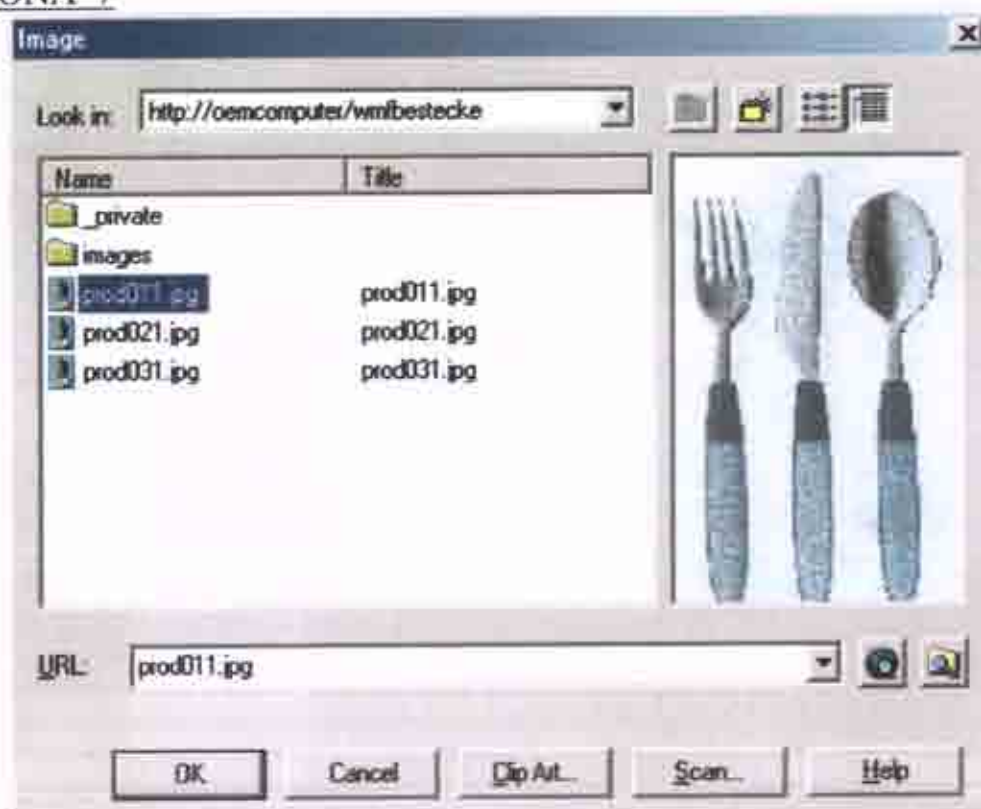 Image
Look in: http://oemcomputer/wmfbestecke
Name Title
_private
images
prod011.jpg prod011.jpg
prod021.jpg prod021.jpg
prod031.jpg prod031.jpg
URL: prod011.jpg
OK Cancel Clip Art... Scan... Help